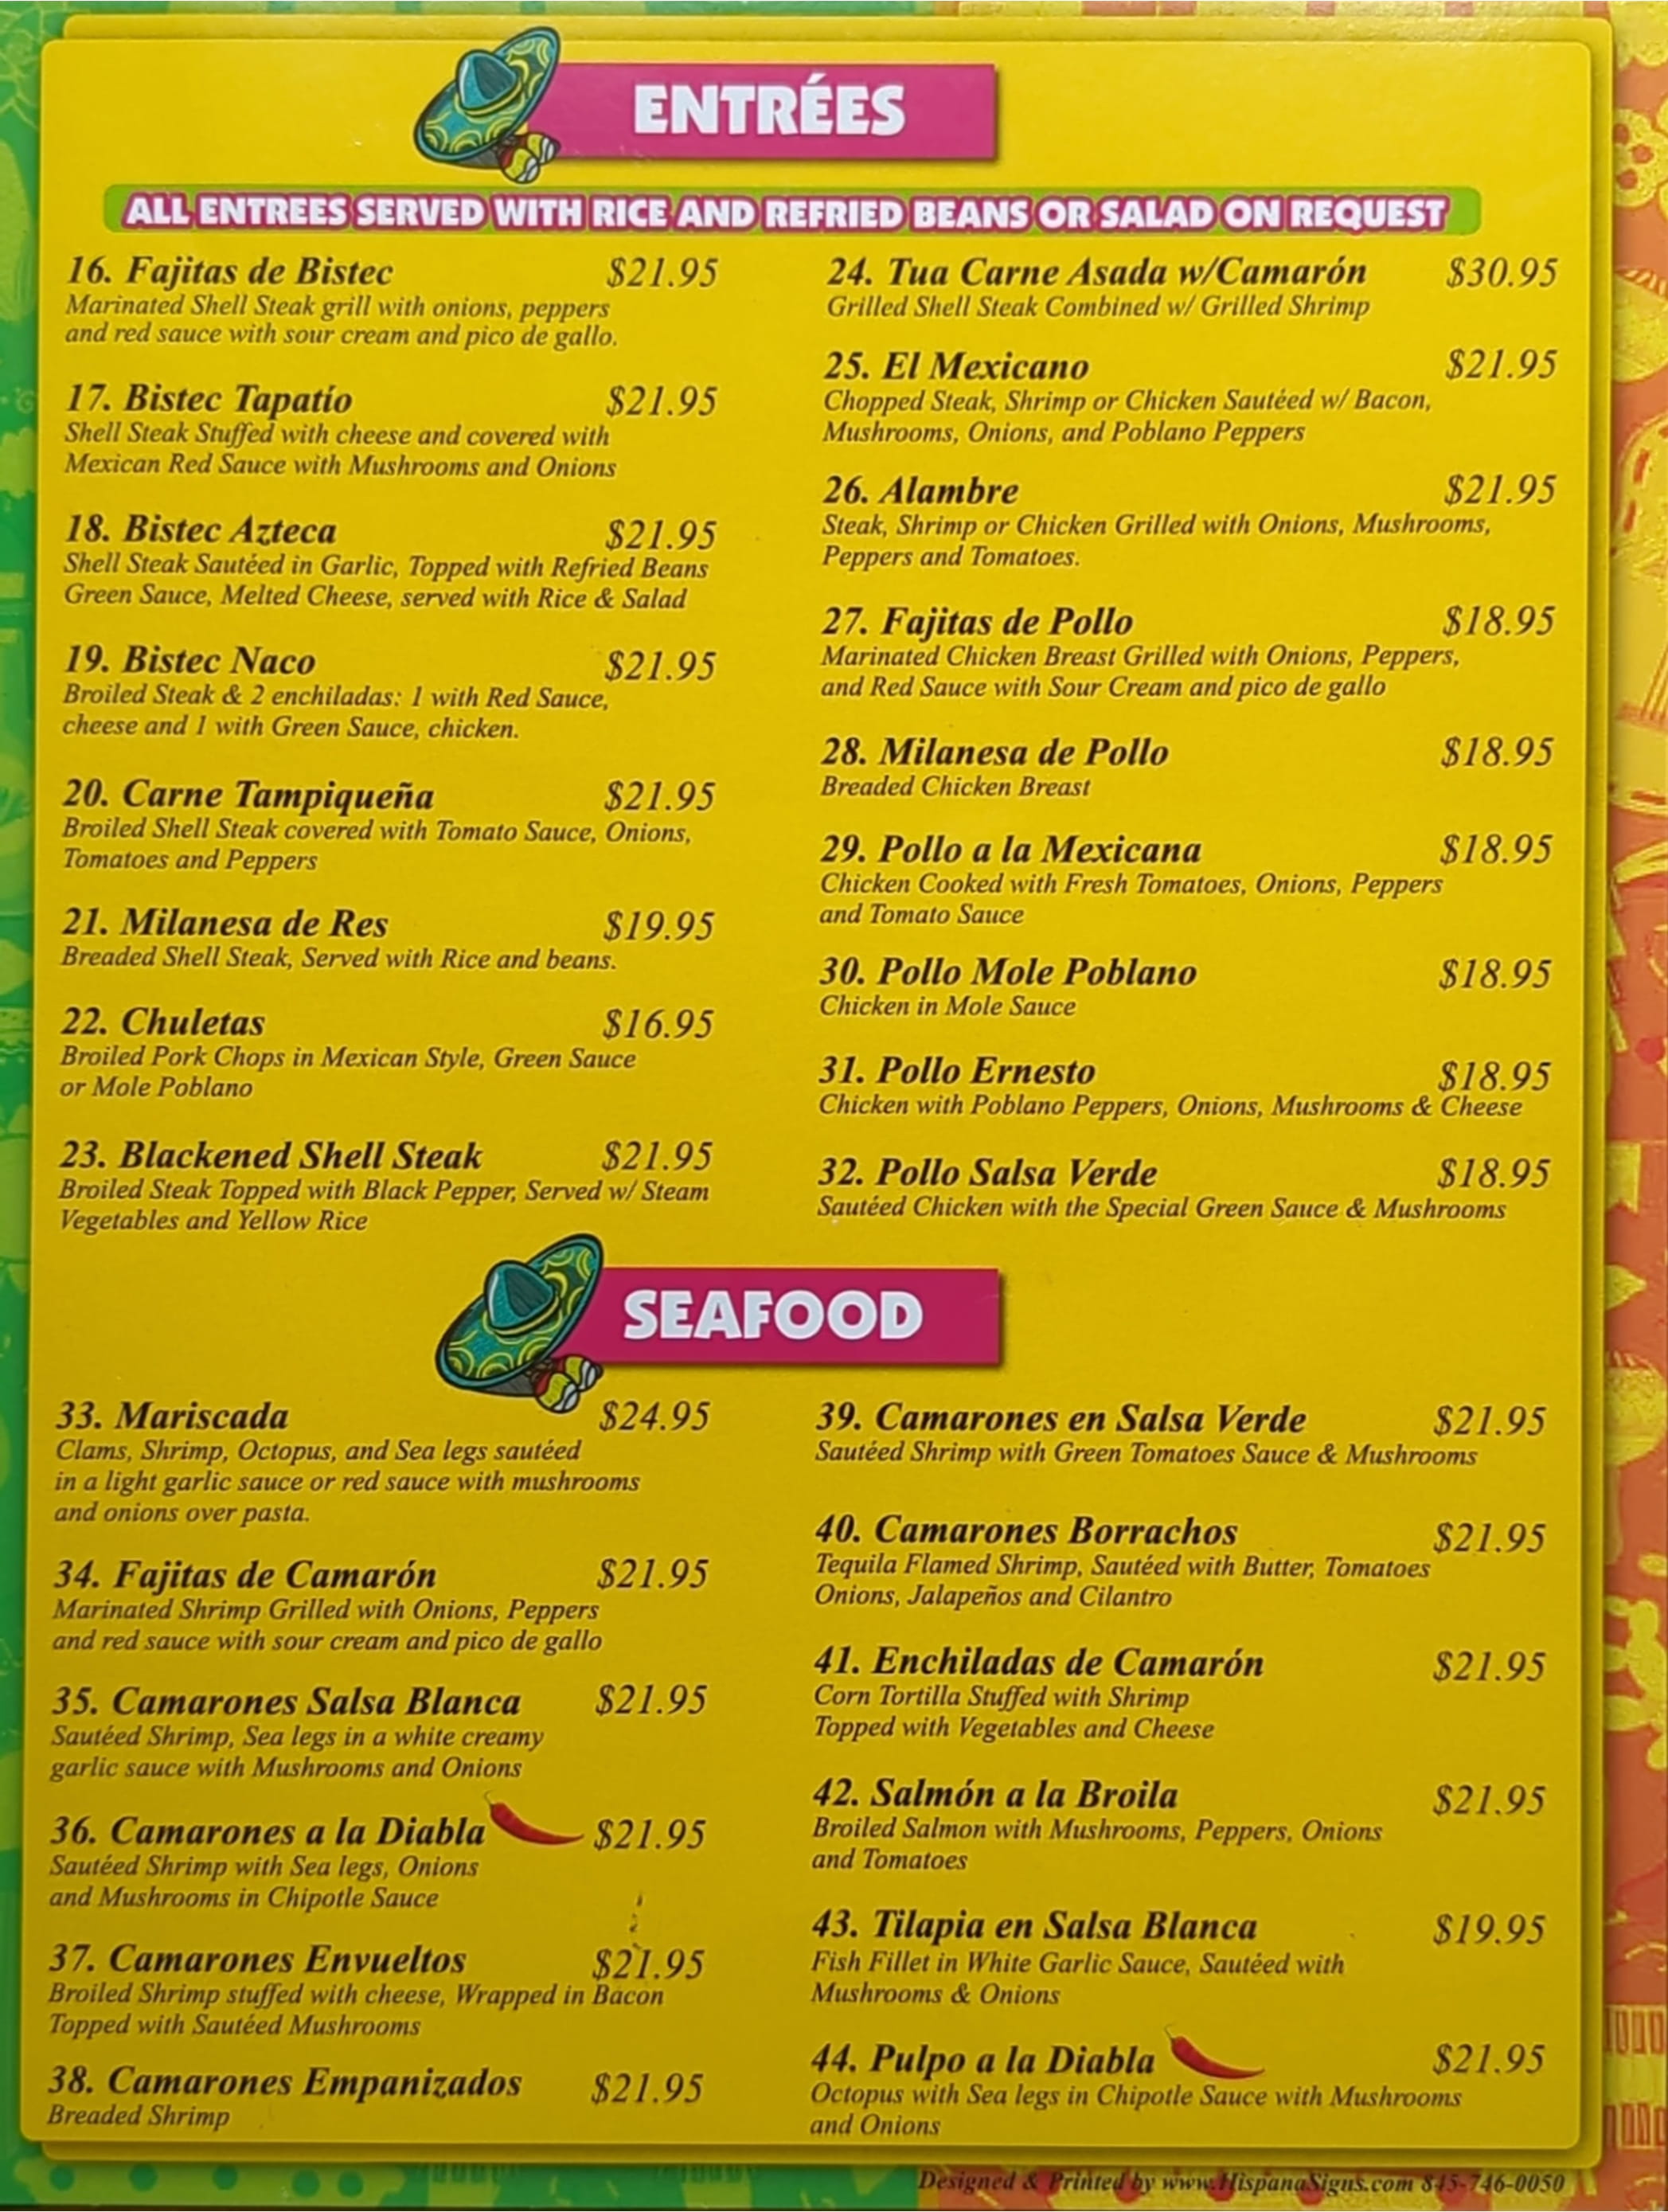 ENTRÉES
ALL ENTREES SERVED WITH RICE AND REFRIED BEANS OR SALAD ON REQUEST
16. Fajitas de Bistec $21.95
Marinated Shell Steak grill with onions, peppers
and red sauce with sour cream and pico de gallo.
17. Bistec Tapatío $21.95
Shell Steak Stuffed with cheese and covered with
Mexican Red Sauce with Mushrooms and Onions
18. Bistec Azteca $21.95
Shell Steak Sautéed in Garlic, Topped with Refried Beans
Green Sauce, Melted Cheese, served with Rice & Salad
19. Bistec Naco $21.95
Broiled Steak & 2 enchiladas: 1 with Red Sauce,
cheese and 1 with Green Sauce, chicken.
20. Carne Tampiqueña $21.95
Broiled Shell Steak covered with Tomato Sauce, Onions,
Tomatoes and Peppers
21. Milanesa de Res $19.95
Breaded Shell Steak, Served with Rice and beans.
22. Chuletas $16.95
Broiled Pork Chops in Mexican Style, Green Sauce
or Mole Poblano
23. Blackened Shell Steak $21.95
Broiled Steak Topped with Black Pepper, Served w/ Steam
Vegetables and Yellow Rice
24. Tua Carne Asada w/Camarón $30.95
Grilled Shell Steak Combined w/ Grilled Shrimp
25. El Mexicano $21.95
Chopped Steak, Shrimp or Chicken Sautéed w/ Bacon,
Mushrooms, Onions, and Poblano Peppers
26. Alambre $21.95
Steak, Shrimp or Chicken Grilled with Onions, Mushrooms,
Peppers and Tomatoes.
27. Fajitas de Pollo $18.95
Marinated Chicken Breast Grilled with Onions, Peppers,
and Red Sauce with Sour Cream and pico de gallo
28. Milanesa de Pollo $18.95
Breaded Chicken Breast
29. Pollo a la Mexicana $18.95
Chicken Cooked with Fresh Tomatoes, Onions, Peppers
and Tomato Sauce
30. Pollo Mole Poblano $18.95
Chicken in Mole Sauce
31. Pollo Ernesto $18.95
Chicken with Poblano Peppers, Onions, Mushrooms & Cheese
32. Pollo Salsa Verde $18.95
Sautéed Chicken with the Special Green Sauce & Mushrooms
SEAFOOD
33. Mariscada $24.95
Clams, Shrimp, Octopus, and Sea legs sautéed
in a light garlic sauce or red sauce with mushrooms
and onions over pasta.
34. Fajitas de Camarón $21.95
Marinated Shrimp Grilled with Onions, Peppers
and red sauce with sour cream and pico de gallo
35. Camarones Salsa Blanca $21.95
Sautéed Shrimp, Sea legs in a white creamy
garlic sauce with Mushrooms and Onions
36. Camarones a la Diabla $21.95
Sautéed Shrimp with Sea legs, Onions
and Mushrooms in Chipotle Sauce
37. Camarones Envueltos $21.95
Broiled Shrimp stuffed with cheese, Wrapped in Bacon
Topped with Sautéed Mushrooms
38. Camarones Empanizados $21.95
Breaded Shrimp
39. Camarones en Salsa Verde $21.95
Sautéed Shrimp with Green Tomatoes Sauce & Mushrooms
40. Camarones Borrachos $21.95
Tequila Flamed Shrimp, Sautéed with Butter, Tomatoes
Onions, Jalapeños and Cilantro
41. Enchiladas de Camarón $21.95
Corn Tortilla Stuffed with Shrimp
Topped with Vegetables and Cheese
42. Salmón a la Broila $21.95
Broiled Salmon with Mushrooms, Peppers, Onions
and Tomatoes
43. Tilapia en Salsa Blanca $19.95
Fish Fillet in White Garlic Sauce, Sautéed with
Mushrooms & Onions
44. Pulpo a la Diabla $21.95
Octopus with Sea legs in Chipotle Sauce with Mushrooms
and Onions
Designed & Printed by www.HispanaSigns.com 845-746-0050